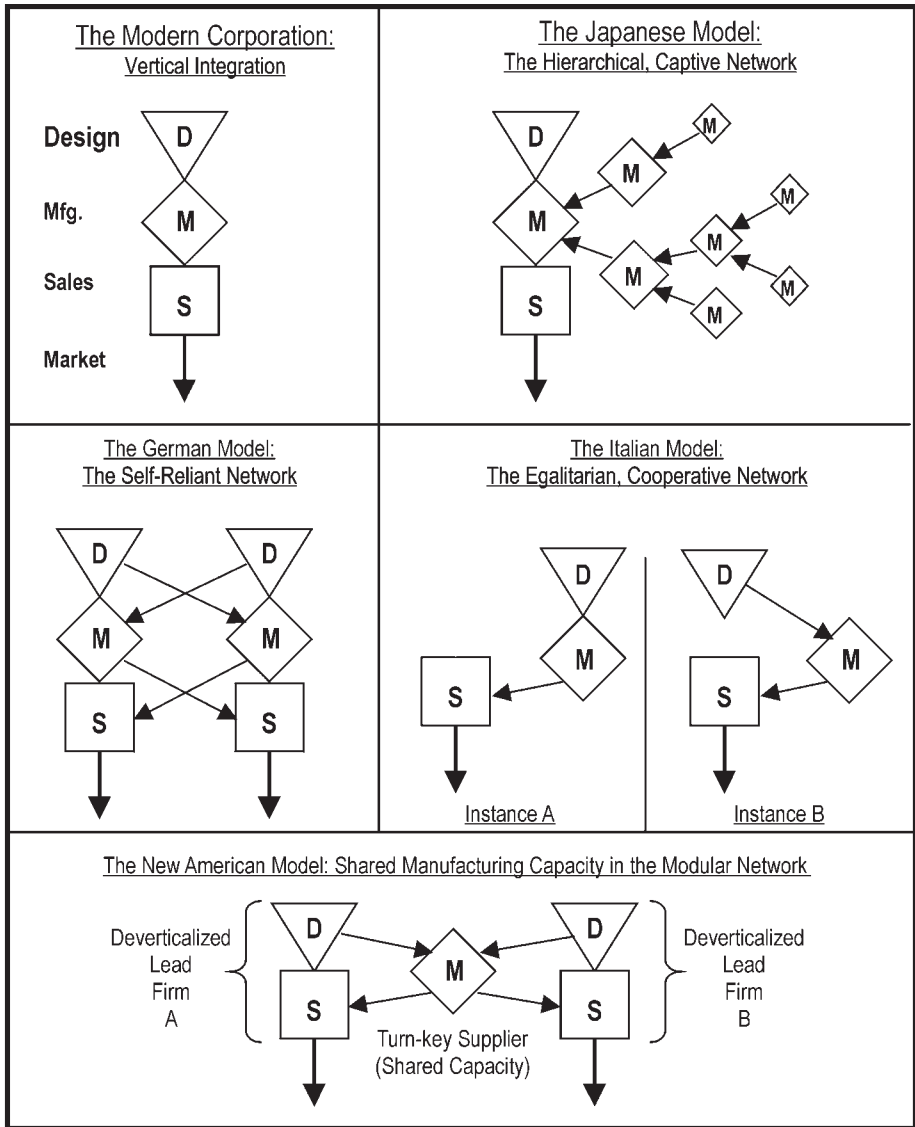 The Modern Corporation:
Vertical Integration
Design
D
Mfg.
M
Sales
S
Market
The Japanese Model:
The Hierarchical, Captive Network
D
M
M
M
M
M
M
M
M
S
The German Model:
The Self-Reliant Network
D
D
M
M
S
S
The Italian Model:
The Egalitarian, Cooperative Network
D
M
S
Instance A
D
M
S
Instance B
The New American Model: Shared Manufacturing Capacity in the Modular Network
Deverticalized
Lead
Firm
A
D
S
M
Turn-key Supplier
(Shared Capacity)
D
S
Deverticalized
Lead
Firm
B